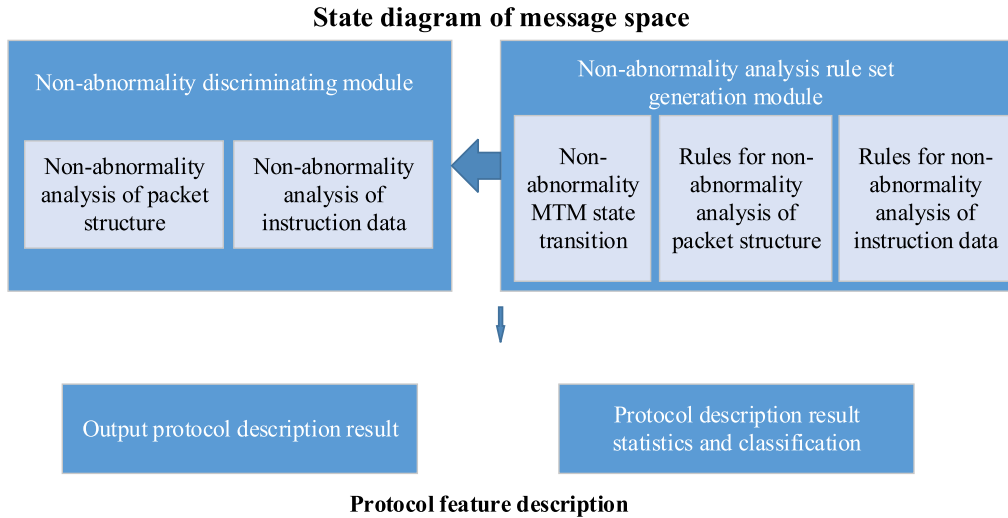 State diagram of message space
Non-abnormality discriminating module
Non-abnormality
analysis of packet
structure
Non-abnormality
analysis of
instruction data
Non-abnormality analysis rule set
generation module
Non-
abnormality
MTM state
transition
Rules for non-
abnormality
analysis of
packet structure
Rules for non-
abnormality
analysis of
instruction data
Output protocol description result
Protocol description result
statistics and classification
Protocol feature description